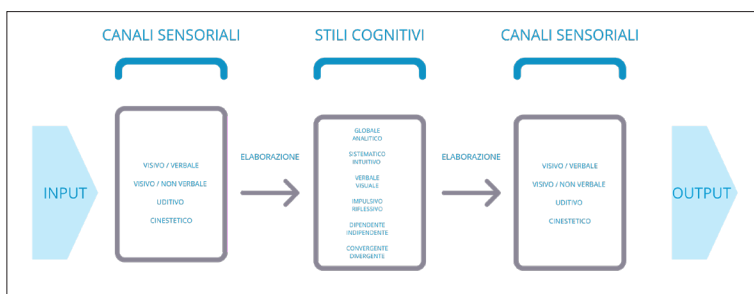 CANALI SENSORIALI
STILI COGNITIVI
CANALI SENSORIALI
INPUT
VISIVO / VERBALE
VISIVO / NON VERBALE
UDITIVO
CINESTETICO
ELABORAZIONE
GLOBALE
ANALITICO
SISTEMATICO
INTUITIVO
VERBALE
VISUALE
IMPULSIVO
RIFLESSIVO
DIPENDENTE
INDIPENDENTE
CONVERGENTE
DIVERGENTE
ELABORAZIONE
VISIVO / VERBALE
VISIVO / NON VERBALE
UDITIVO
CINESTETICO
OUTPUT